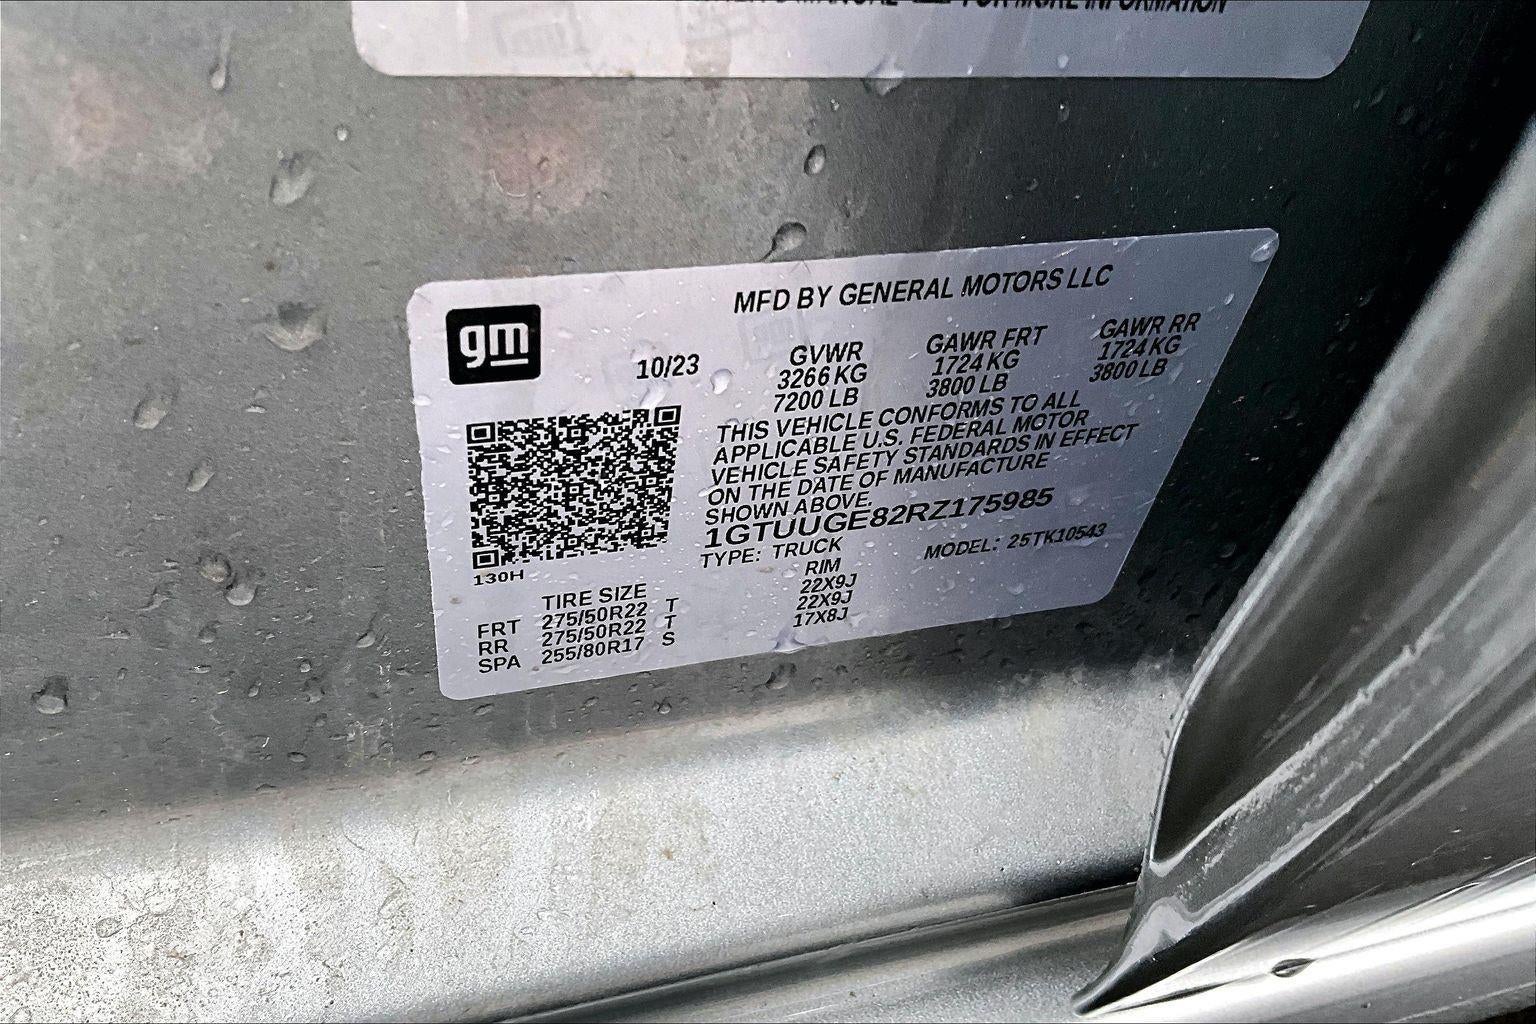 FOR MORE INFORMATION
gm
MFD BY GENERAL MOTORS LLC
10/23
GVWR GAWR FRT GAWR RR
3266 KG 1724 KG 1724 KG
7200 LB 3800 LB 3800 LB
THIS VEHICLE CONFORMS TO ALL
APPLICABLE U.S. FEDERAL MOTOR
VEHICLE SAFETY STANDARDS IN EFFECT
ON THE DATE OF MANUFACTURE
SHOWN ABOVE.
1GTUUGE82RZ175985
TYPE: TRUCK MODEL: 25TK10543
130H
TIRE SIZE RIM
FRT 275/50R22 T 22X9J
RR 275/50R22 T 22X9J
SPA 255/80R17 S 17X8J